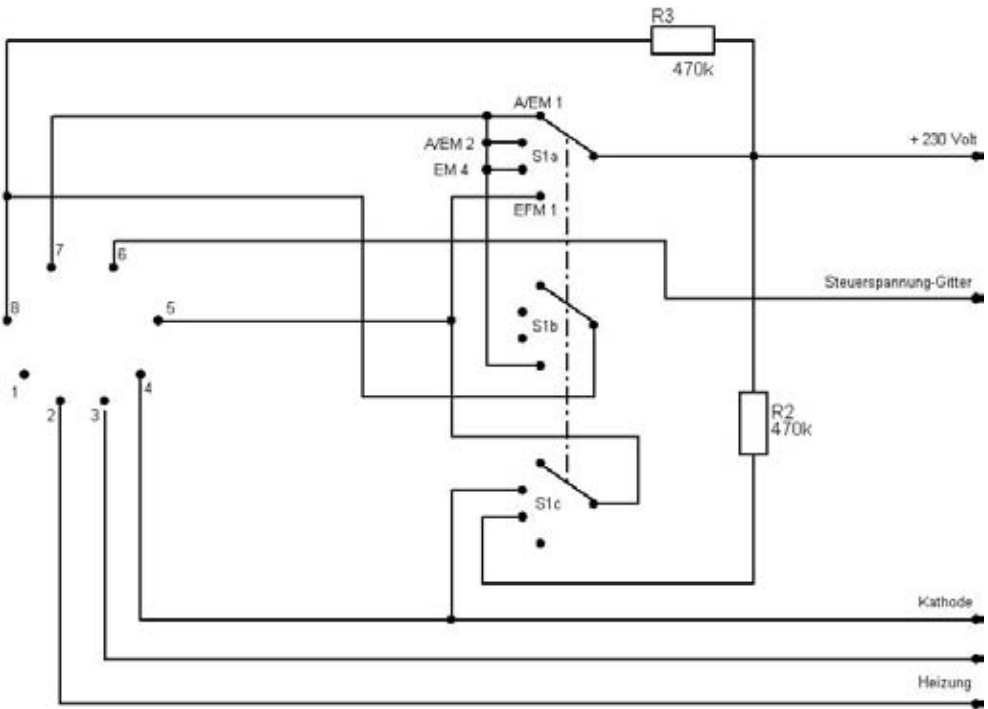 R3
470k
A/EM 1
A/EM 2
S1a
+ 230 Volt
EM 4
EFM 1
7
6
Steuerspannung-Gitter
8
5
S1b
1
4
2
3
R2
470k
S1c
Kathode
Heizung